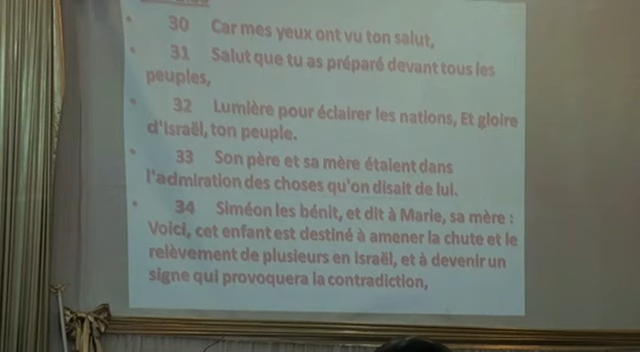 30 Car mes yeux ont vu ton salut,
31 Salut que tu as préparé devant tous les
peuples,
32 Lumière pour éclairer les nations, Et gloire
d'Israël, ton peuple.
33 Son père et sa mère étaient dans
l'admiration des choses qu'on disait de lui.
34 Siméon les bénit, et dit à Marie, sa mère :
Voici, cet enfant est destiné à amener la chute et le
relèvement de plusieurs en Israël, et à devenir un
signe qui provoquera la contradiction,